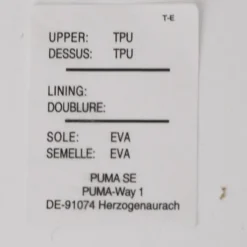 T-E
UPPER: TPU
DESSUS: TPU
LINING:
DOUBLURE:
SOLE: EVA
SEMELLE: EVA
PUMA SE
PUMA-Way 1
DE-91074 Herzogenaurach